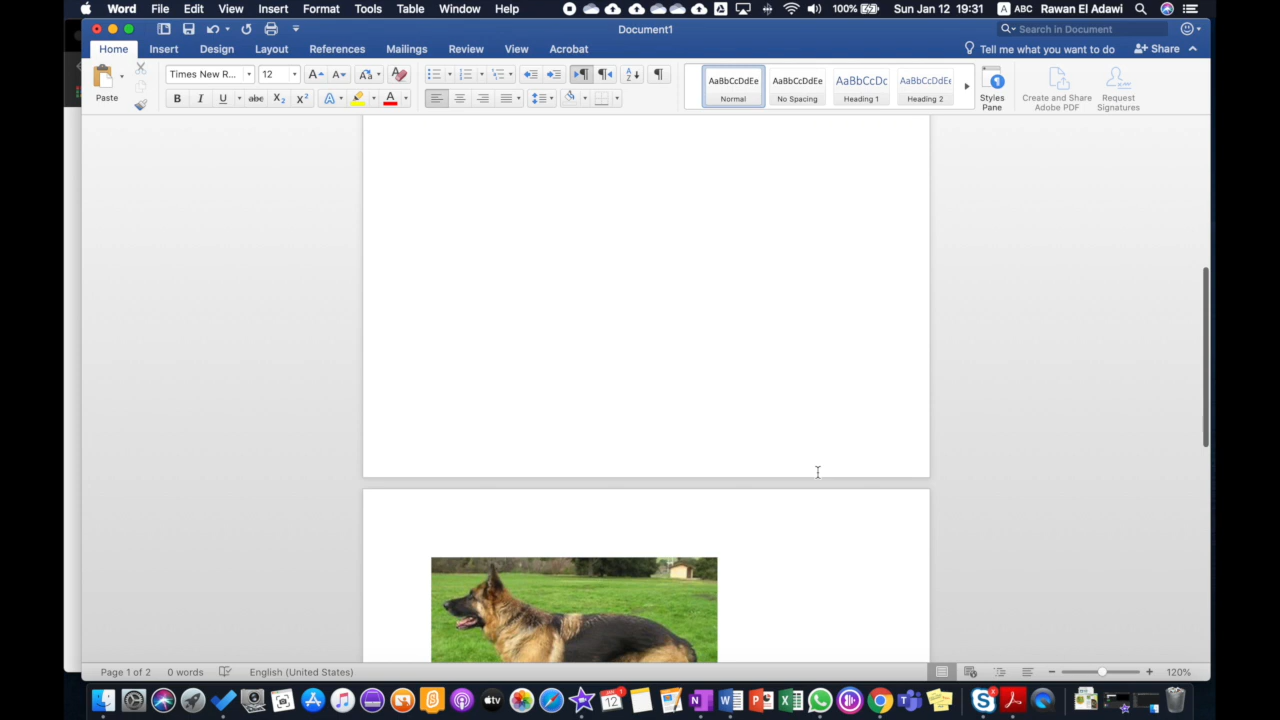 Word File Edit View Insert Format Tools Table Window Help 100% Sun Jan 12 19:31 A ABC Rawan El Adawi
Document1 Search in Document
Home Insert Design Layout References Mailings Review View Acrobat Tell me what you want to do Share
Paste Times New R... 12 AaBbCcDdEe AaBbCcDdEe AaBbCcDc AaBbCcDdEe
B I U abc X₂ X² A A Normal No Spacing Heading 1 Heading 2 Styles Pane Create and Share Adobe PDF Request Signatures
Page 1 of 2 0 words English (United States) 120%